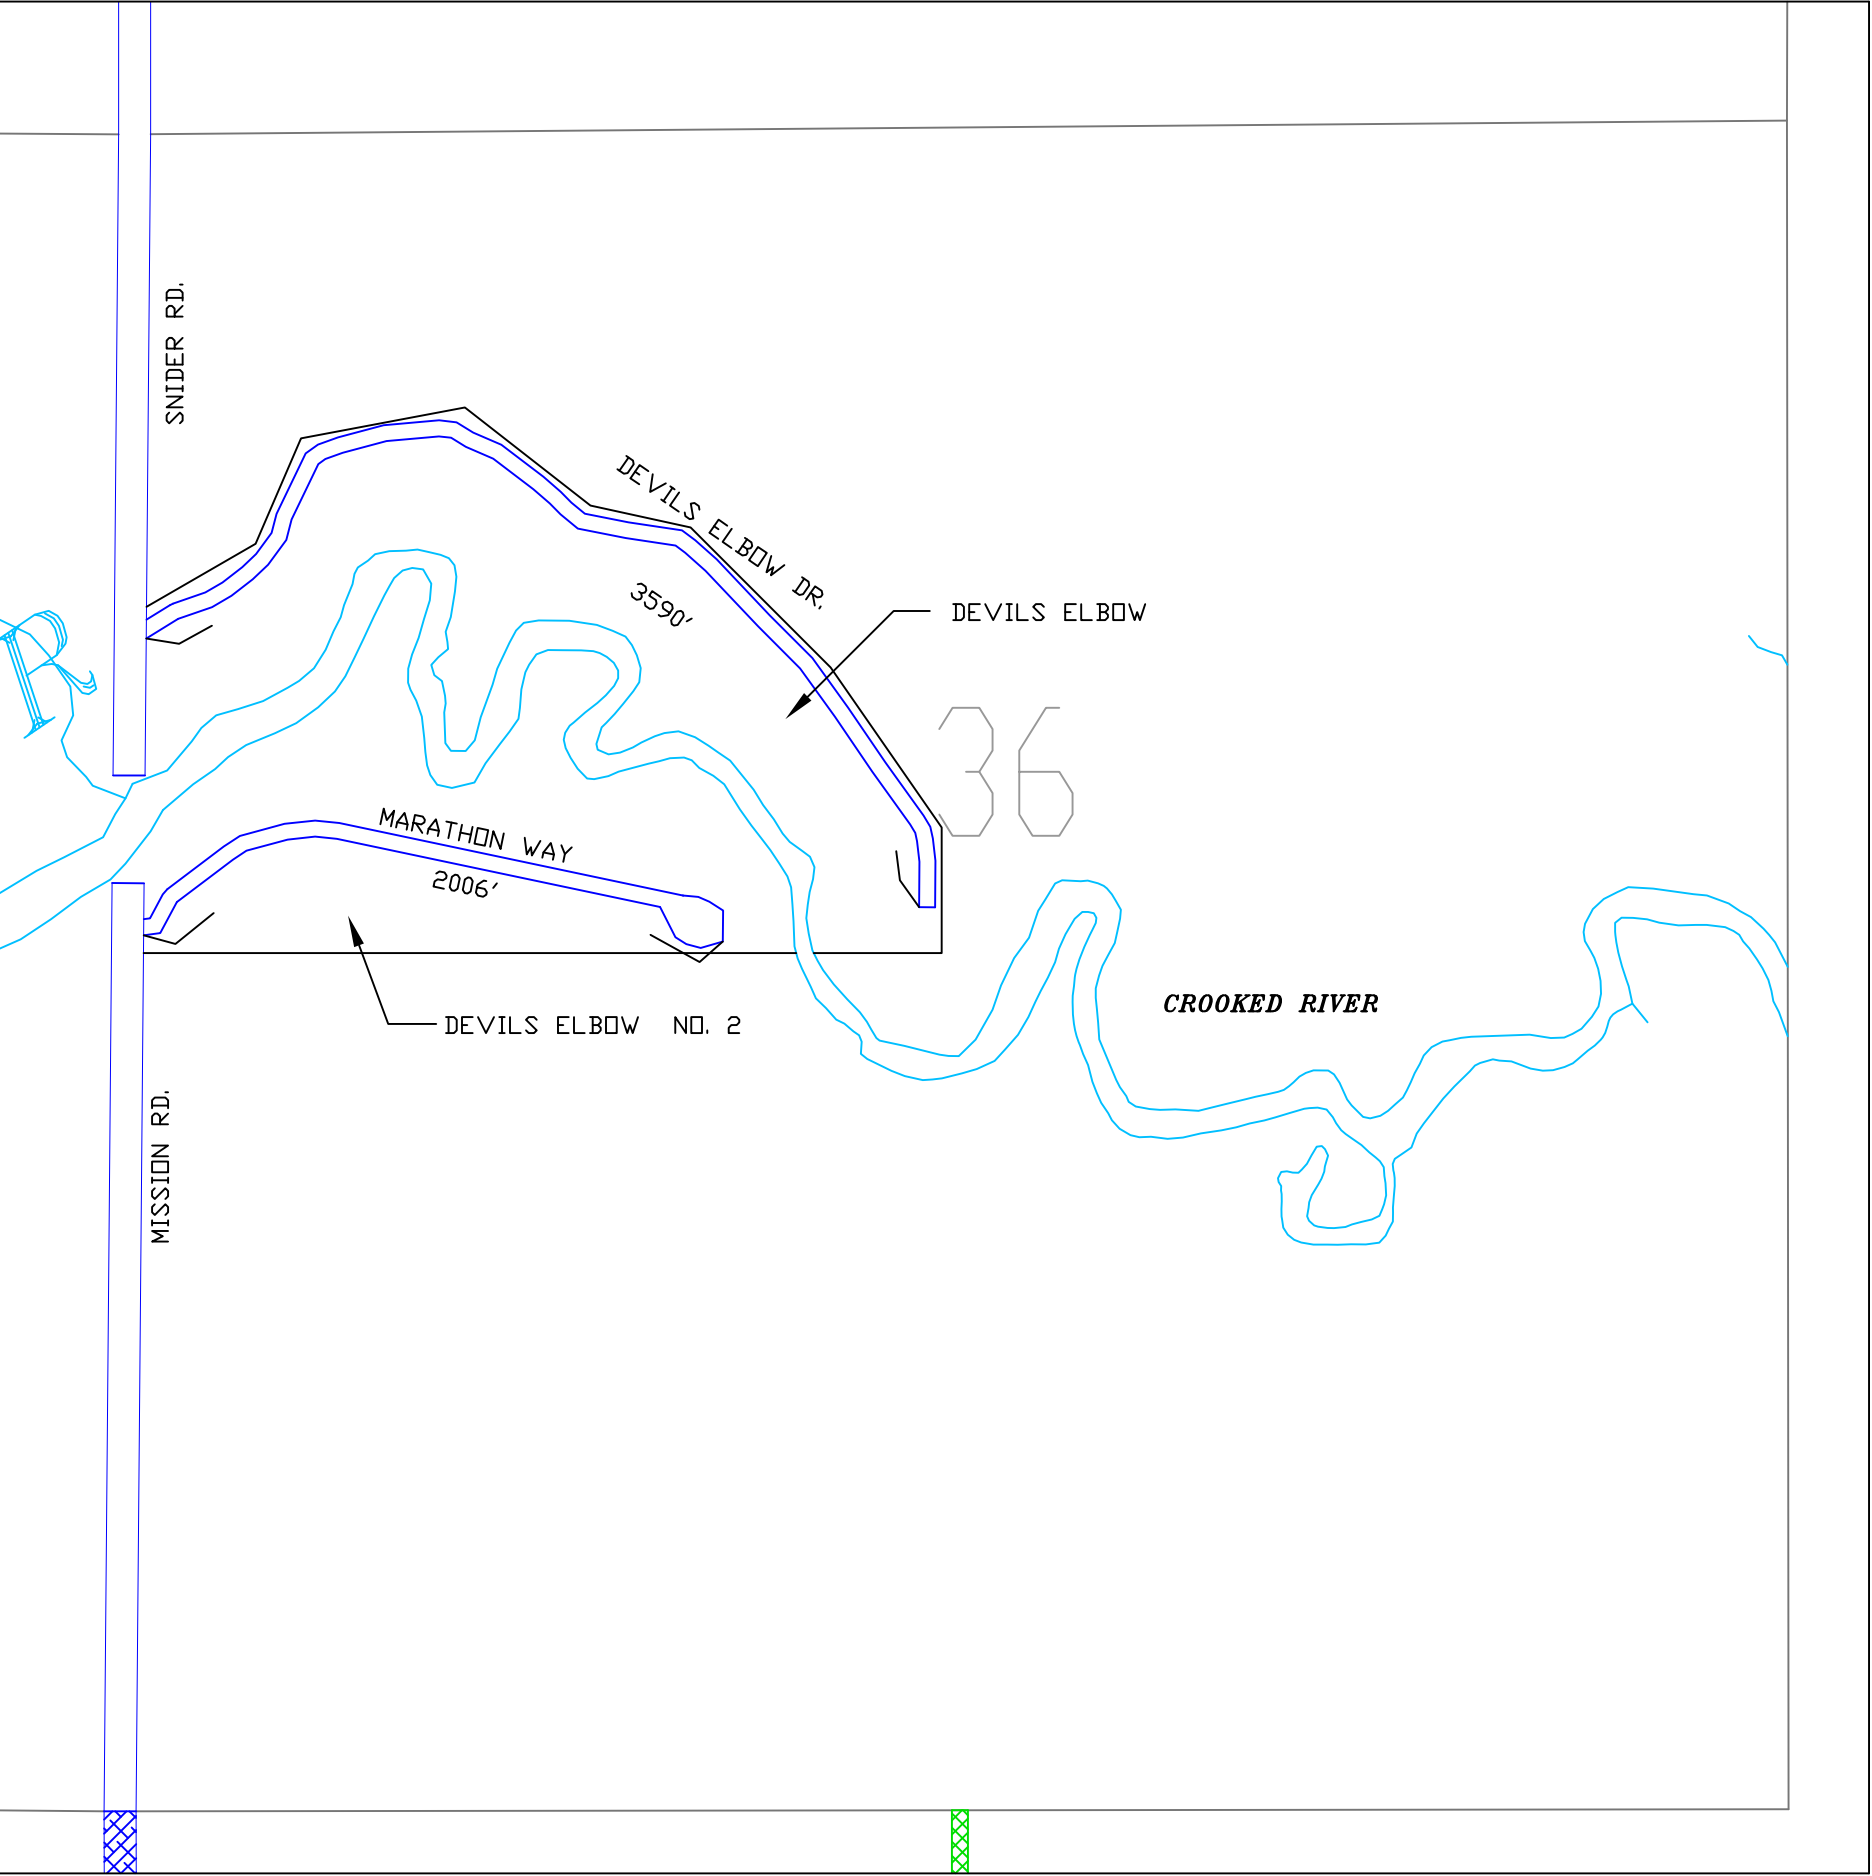 SNIDER RD.
DEVILS ELBOW DR.
3590'
DEVILS ELBOW
R.
36
MARATHON WAY
2006'
CROOKED RIVER
DEVILS ELBOW NO. 2
MISSION RD.